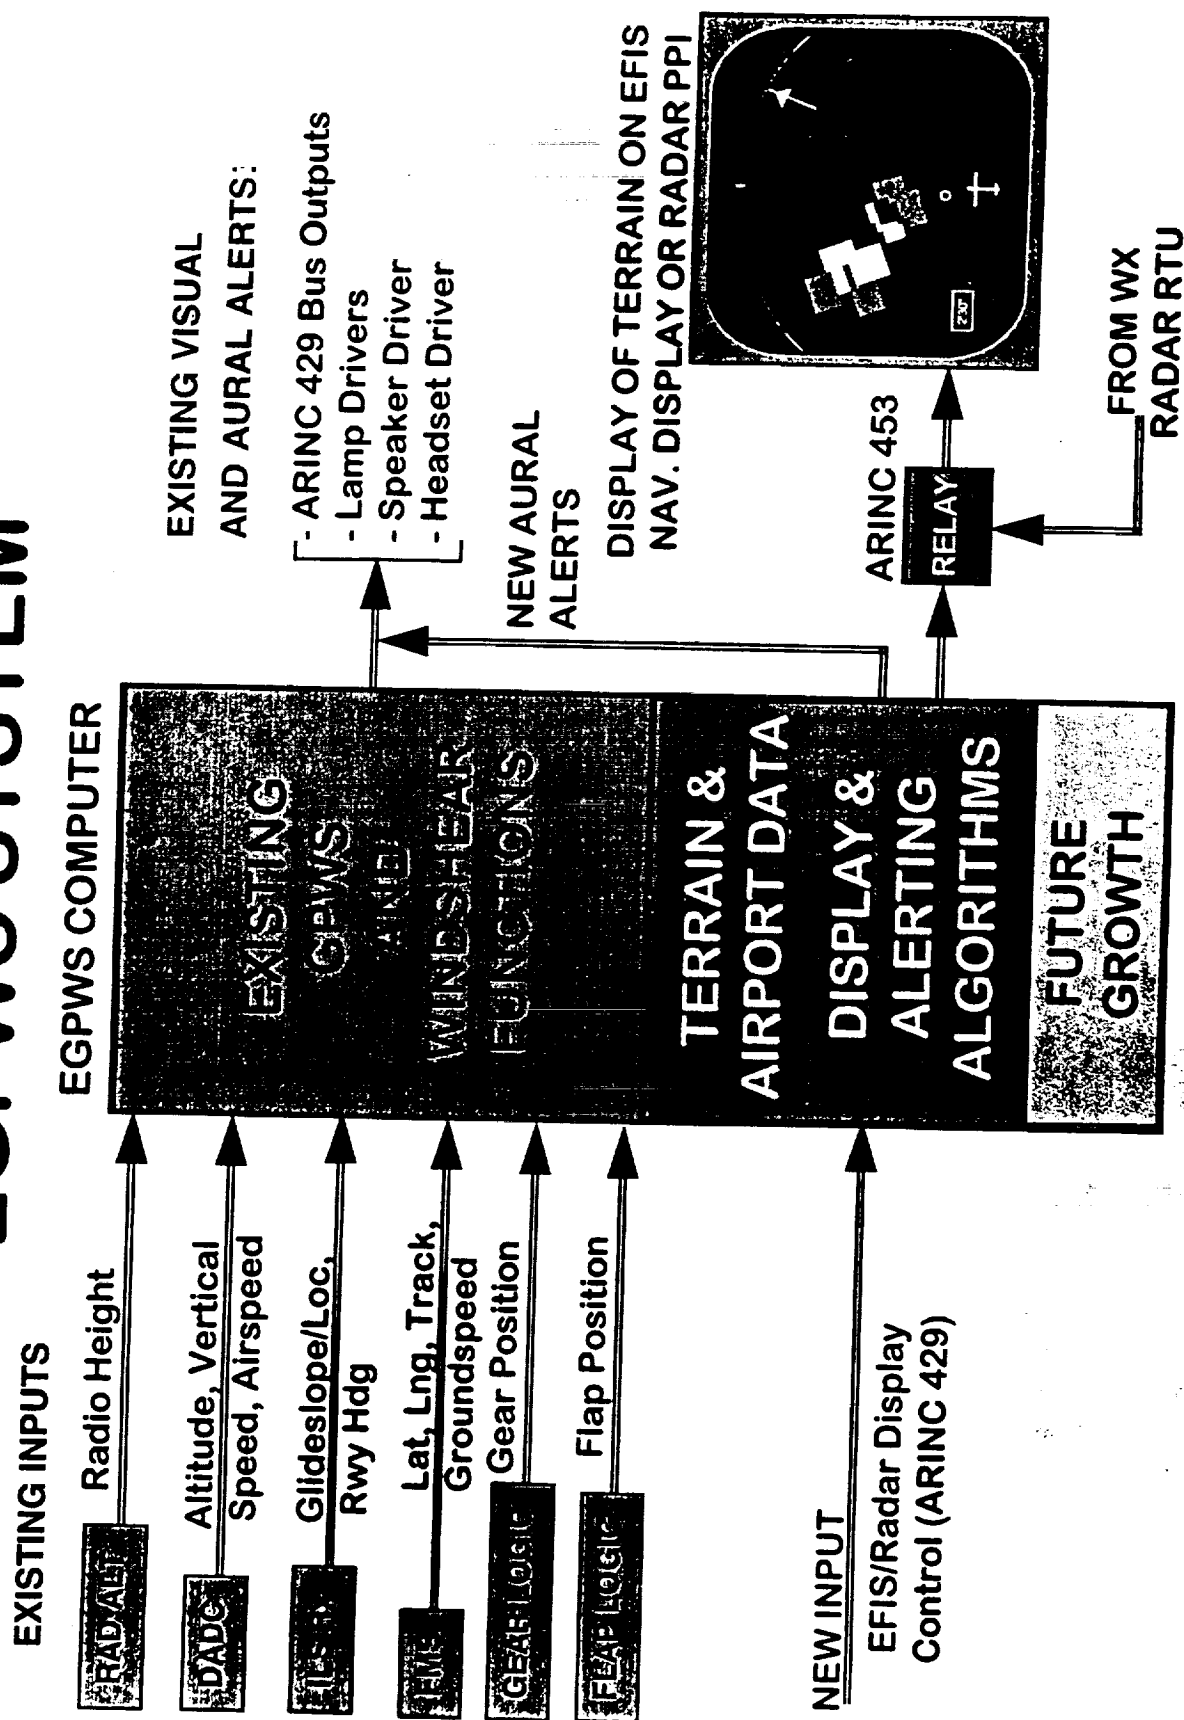 EGPWS SYSTEM
EXISTING INPUTS
RAD ALT
Radio Height
DADC
Altitude, Vertical
Speed, Airspeed
ILS RX
Glideslope/Loc,
Rwy Hdg
FMS
Lat, Lng, Track,
Groundspeed
GEAR LOGIC
Gear Position
FLAP LOGIC
Flap Position
NEW INPUT
EFIS/Radar Display
Control (ARINC 429)
EGPWS COMPUTER
EXISTING
GPWS
AND
WINDSHEAR
FUNCTIONS
TERRAIN &
AIRPORT DATA
DISPLAY &
ALERTING
ALGORITHMS
FUTURE
GROWTH
EXISTING VISUAL
AND AURAL ALERTS:
- ARINC 429 Bus Outputs
- Lamp Drivers
- Speaker Driver
- Headset Driver
NEW AURAL
ALERTS
DISPLAY OF TERRAIN ON EFIS
NAV. DISPLAY OR RADAR PPI
ARINC 453
RELAY
FROM WX
RADAR RTU